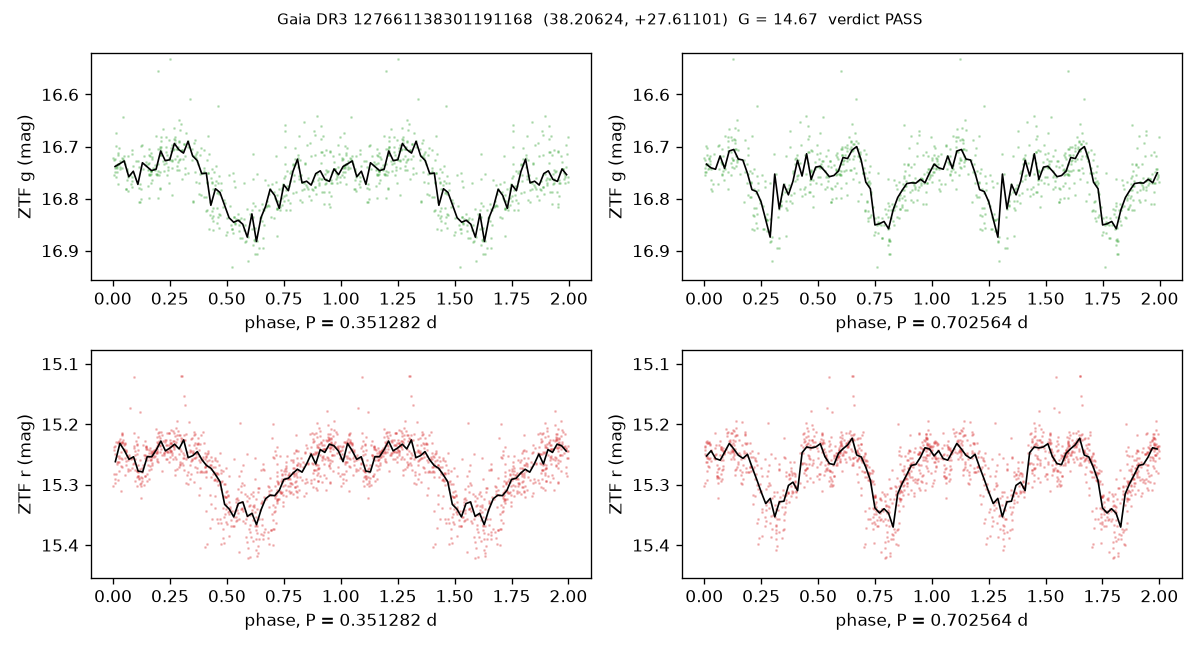 Gaia DR3 127661138301191168  (38.20624, +27.61101)  G = 14.67  verdict PASS
ZTF g (mag)
16.6
16.7
16.8
16.9
0.00 0.25 0.50 0.75 1.00 1.25 1.50 1.75 2.00
phase, P = 0.351282 d
ZTF g (mag)
16.6
16.7
16.8
16.9
0.00 0.25 0.50 0.75 1.00 1.25 1.50 1.75 2.00
phase, P = 0.702564 d
ZTF r (mag)
15.1
15.2
15.3
15.4
0.00 0.25 0.50 0.75 1.00 1.25 1.50 1.75 2.00
phase, P = 0.351282 d
ZTF r (mag)
15.1
15.2
15.3
15.4
0.00 0.25 0.50 0.75 1.00 1.25 1.50 1.75 2.00
phase, P = 0.702564 d